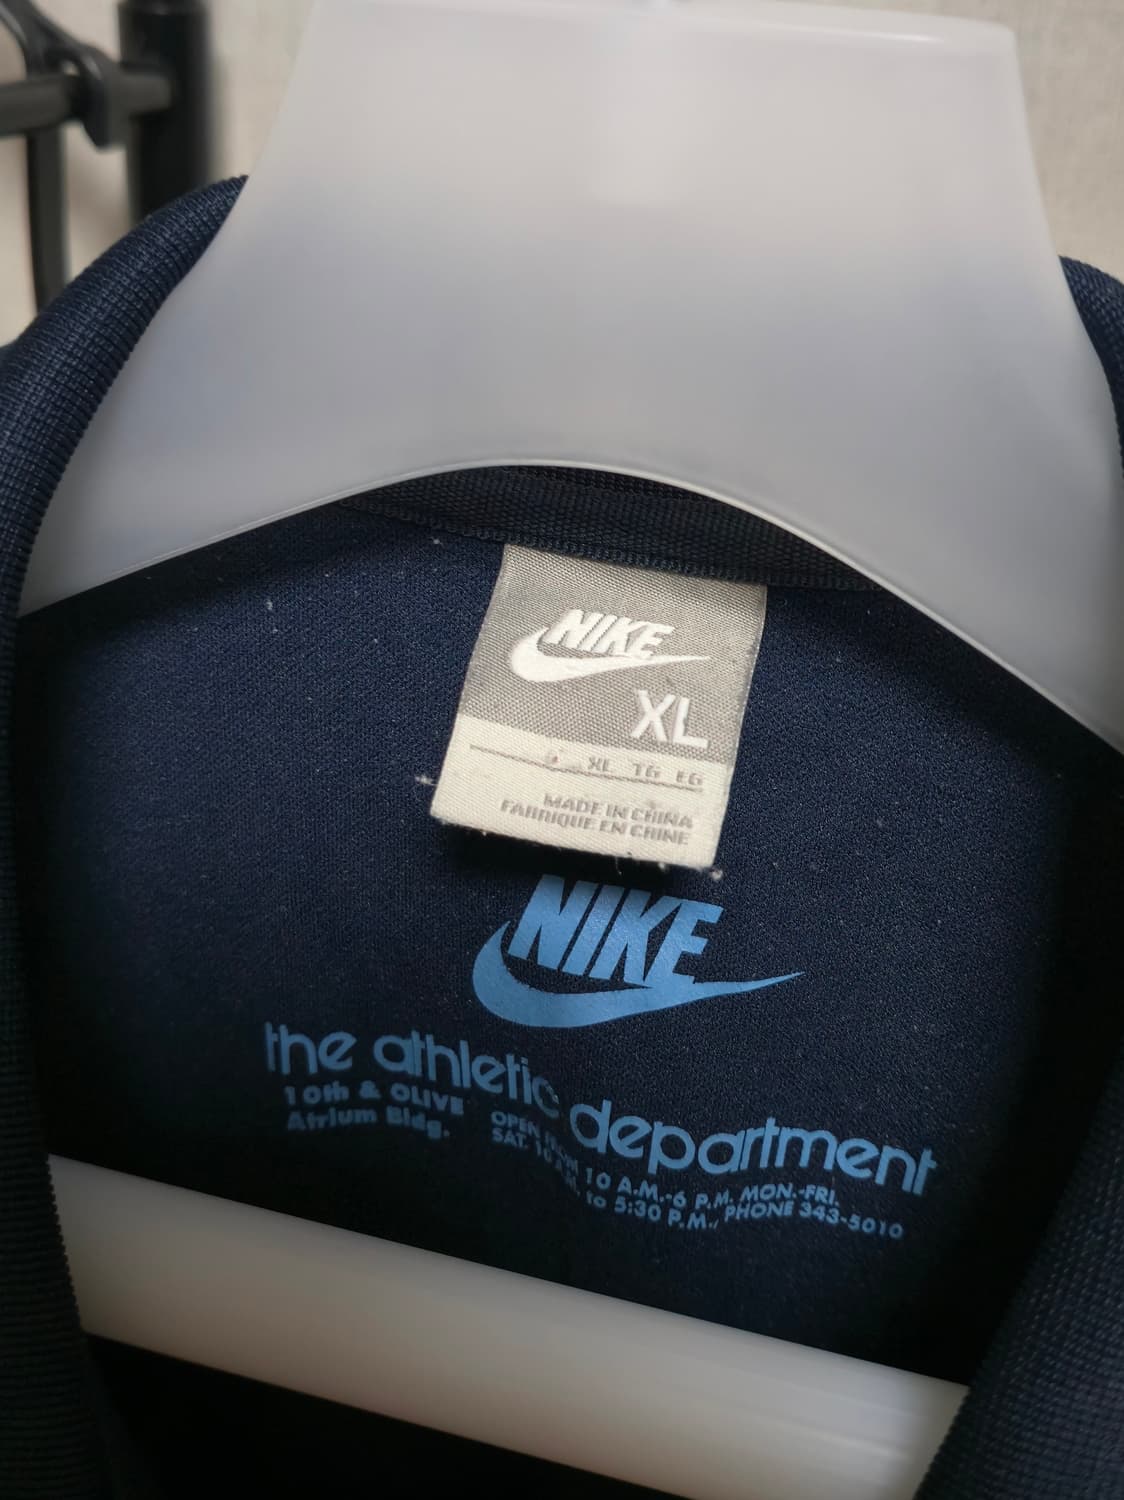 NIKE
XL
XL TG EG
MADE IN CHINA
FABRIQUE EN CHINE
NIKE
the athletic department
10th & OLIVE
Atrium Bldg.
OPEN FROM 10 A.M.-6 P.M. MON.-FRI.
SAT. 10 A.M. to 5:30 P.M., PHONE 343-5010